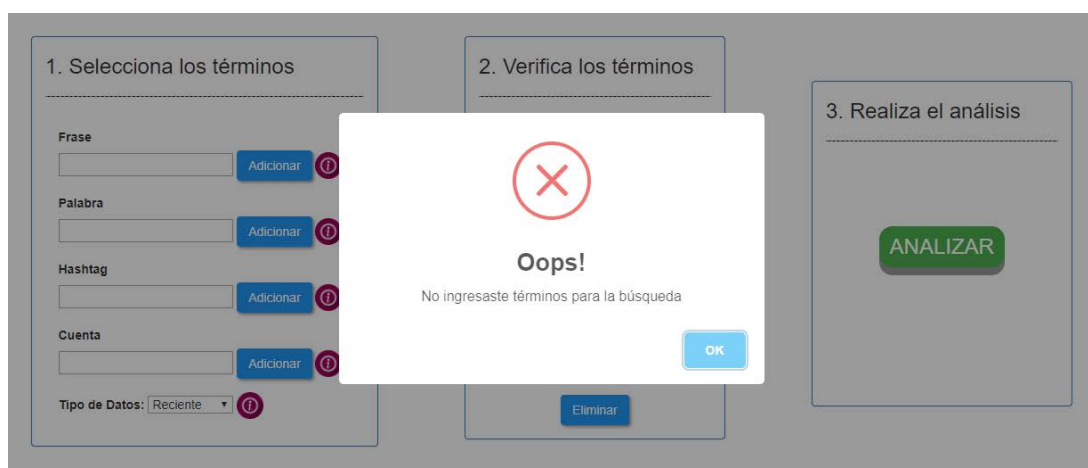 1. Selecciona los términos
Frase
Adicionar
Palabra
Adicionar
Hashtag
Adicionar
Cuenta
Adicionar
Tipo de Datos: Reciente
2. Verifica los términos
Eliminar
3. Realiza el análisis
ANALIZAR
Oops!
No ingresaste términos para la búsqueda
OK